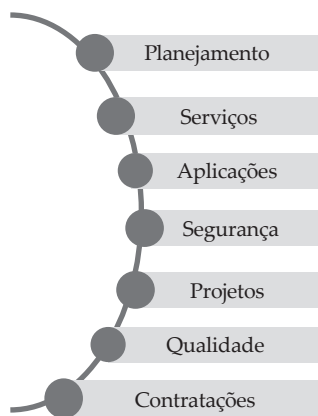 Planejamento
Serviços
Aplicações
Segurança
Projetos
Qualidade
Contratações